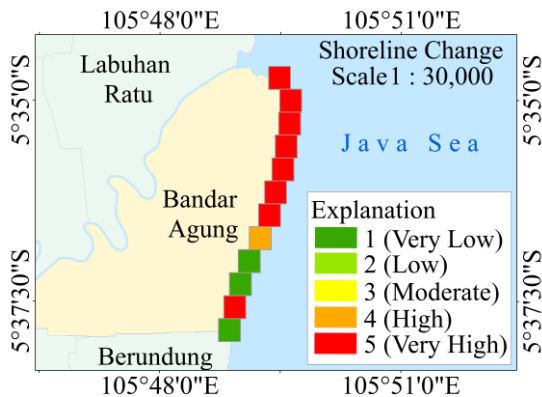 105°48'0"E 105°51'0"E
Labuhan
Ratu
Shoreline Change
Scale 1 : 30,000
5°35'0"S
5°35'0"S
Java Sea
Bandar
Agung
Explanation
1 (Very Low)
2 (Low)
3 (Moderate)
4 (High)
5 (Very High)
5°37'30"S
5°37'30"S
Berundung
105°48'0"E 105°51'0"E